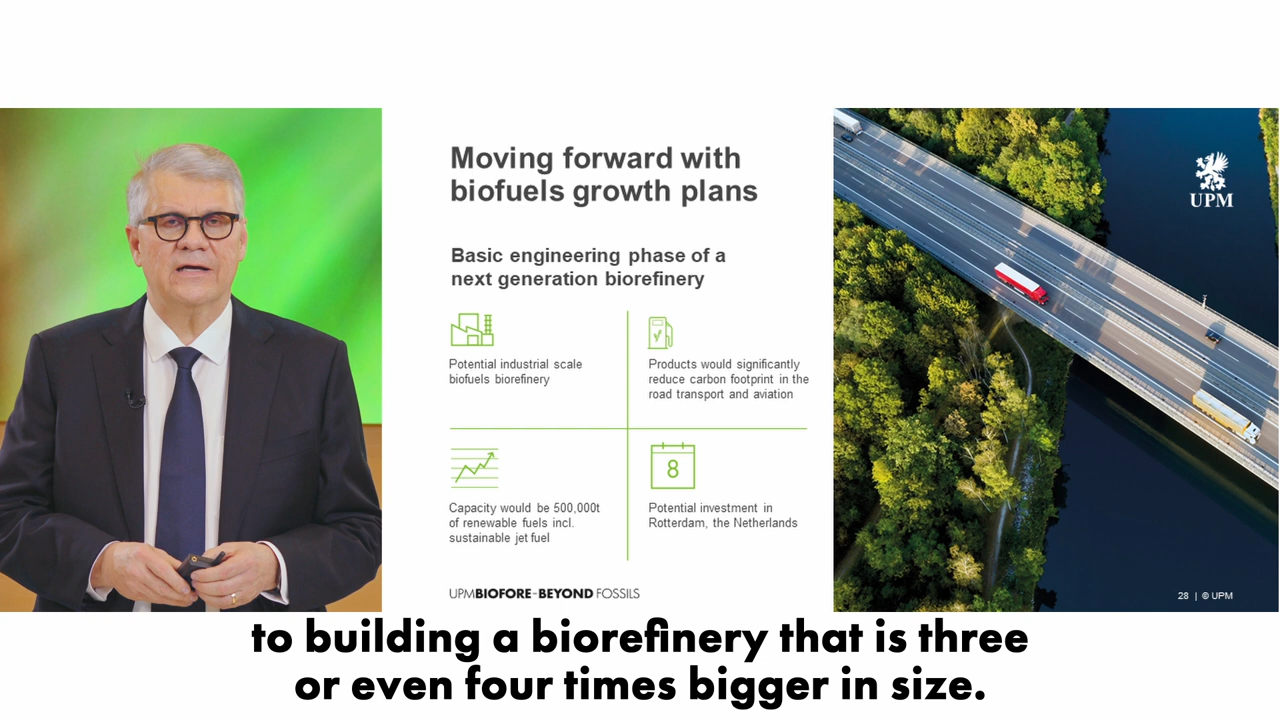 Moving forward with
biofuels growth plans
Basic engineering phase of a
next generation biorefinery
Potential industrial scale
biofuels biorefinery
Products would significantly
reduce carbon footprint in the
road transport and aviation
Capacity would be 500,000t
of renewable fuels incl.
sustainable jet fuel
8
Potential investment in
Rotterdam, the Netherlands
UPM BIOFORE-BEYOND FOSSILS
UPM
28 | © UPM
to building a biorefinery that is three
or even four times bigger in size.